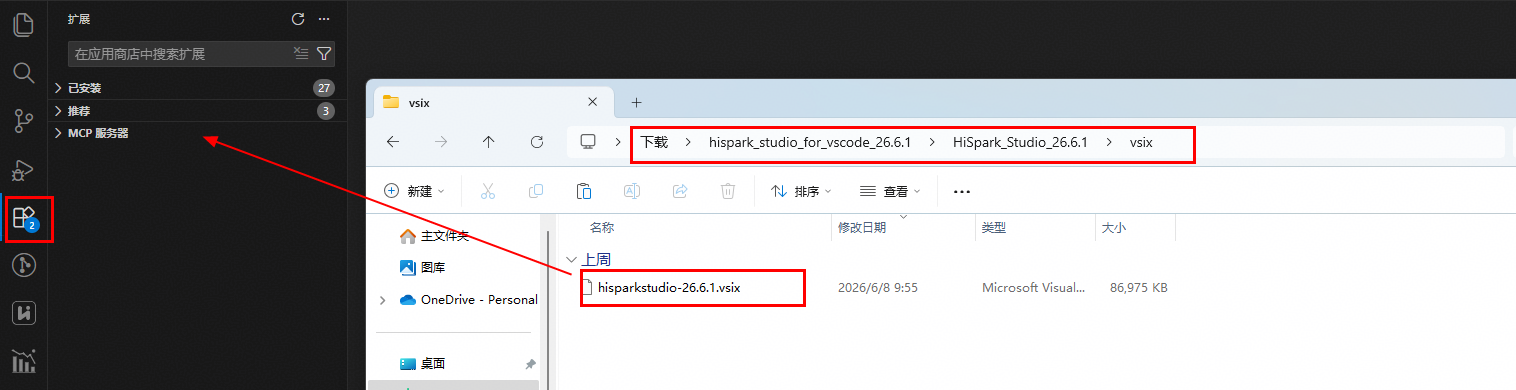 扩展
在应用商店中搜索扩展
已安装 27
推荐 3
MCP 服务器
2
vsix
下载 hispark_studio_for_vscode_26.6.1 HiSpark_Studio_26.6.1 vsix
新建 排序 查看
名称 修改日期 类型 大小
主文件夹
图库
OneDrive - Personal
桌面
上周
hisparkstudio-26.6.1.vsix 2026/6/8 9:55 Microsoft Visual... 86,975 KB